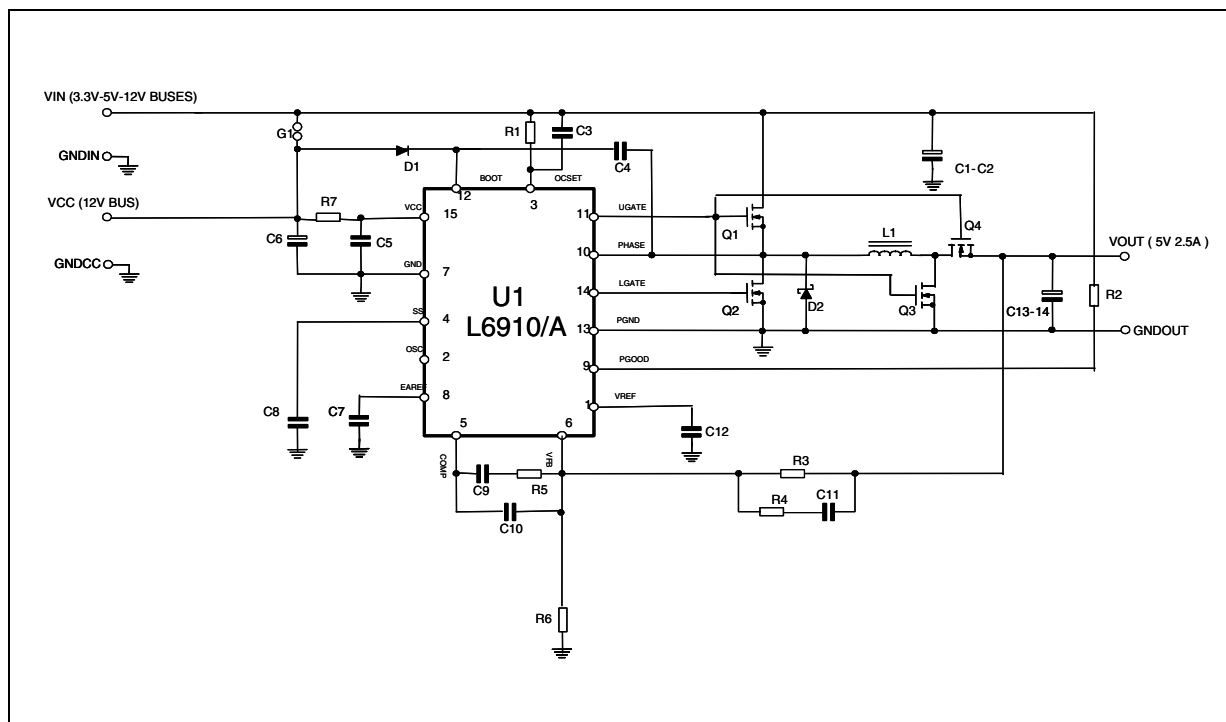 VIN (3.3V-5V-12V BUSES)
G1
R1
C3
GNDIN
D1
C4
C1-C2
BOOT
OCSET
12
3
VCC (12V BUS)
R7
VCC
15
11
UGATE
Q1
Q4
C6
C5
10
PHASE
L1
VOUT ( 5V 2.5A )
GNDCC
GND
7
U1
L6910/A
14
LGATE
Q2
D2
Q3
C13-14
R2
SS
4
13
PGND
GNDOUT
OSC
2
9
PGOOD
EAREF
8
1
VREF
C8
C7
5
6
C12
COMP
VFB
C9
R5
R3
R4
C11
C10
R6